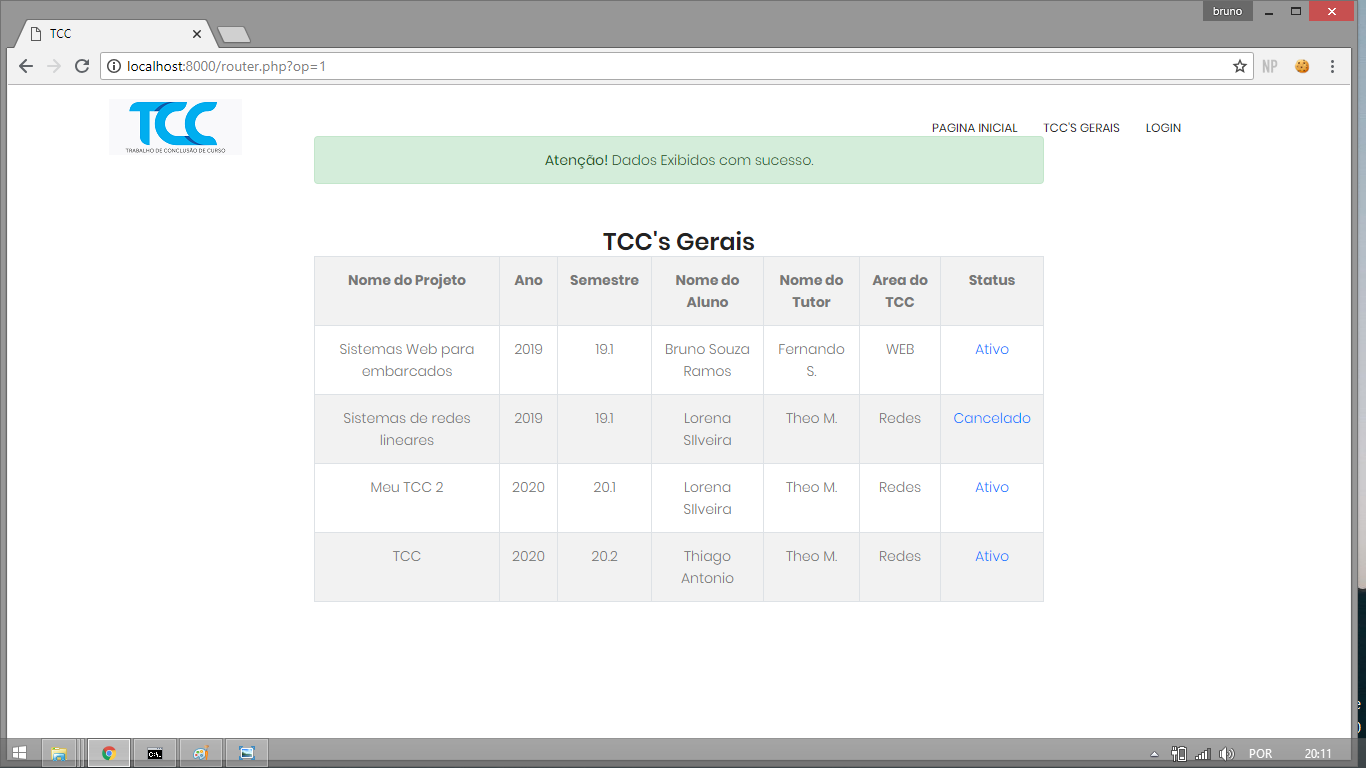 bruno
TCC
localhost:8000/router.php?op=1
NP
TCC
TRABALHO DE CONCLUSÃO DE CURSO
PAGINA INICIAL TCC'S GERAIS LOGIN
Atenção! Dados Exibidos com sucesso.
TCC's Gerais
Nome do Projeto Ano Semestre Nome do Aluno Nome do Tutor Area do TCC Status
Sistemas Web para embarcados 2019 19.1 Bruno Souza Ramos Fernando S. WEB Ativo
Sistemas de redes lineares 2019 19.1 Lorena SIlveira Theo M. Redes Cancelado
Meu TCC 2 2020 20.1 Lorena SIlveira Theo M. Redes Ativo
TCC 2020 20.2 Thiago Antonio Theo M. Redes Ativo
POR 20:11